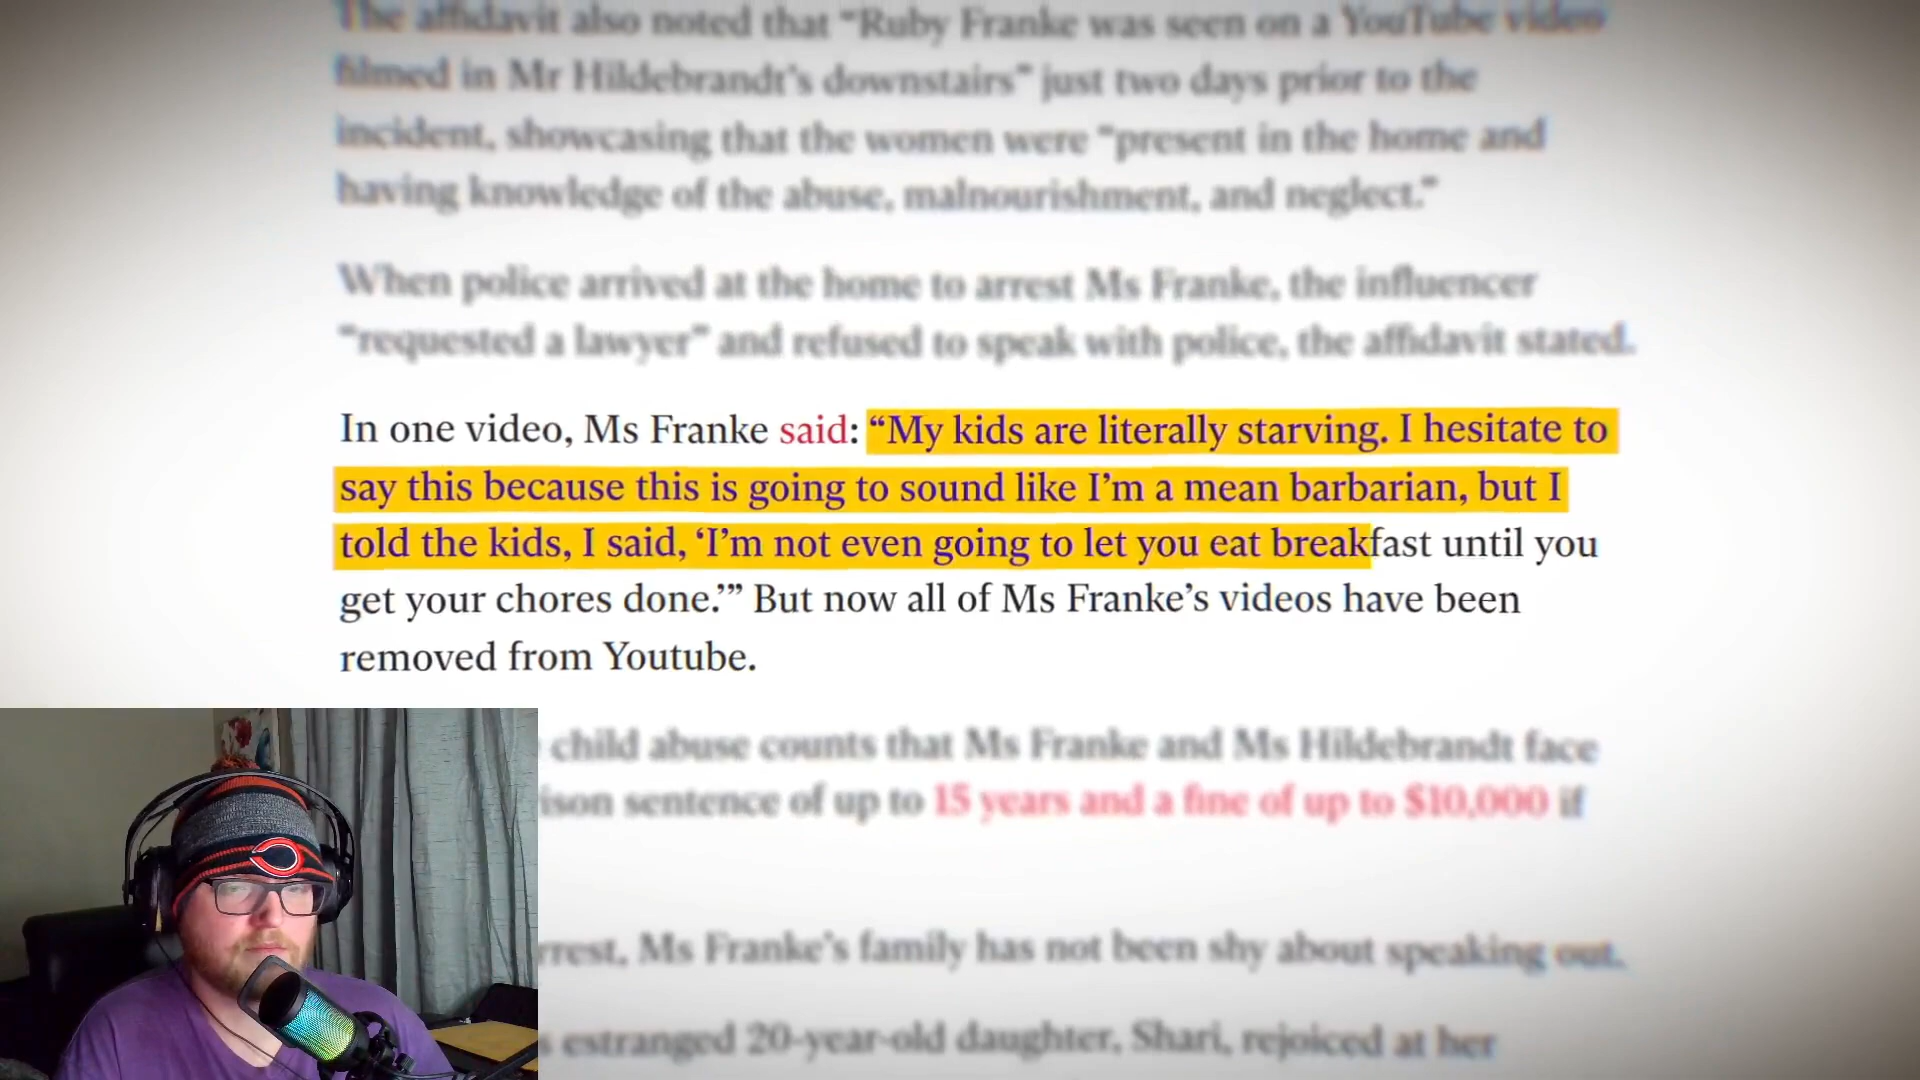 The affidavit also noted that “Ruby Franke was seen on a YouTube video
filmed in Mr Hildebrandt’s downstairs” just two days prior to the
incident, showcasing that the women were “present in the home and
having knowledge of the abuse, malnourishment, and neglect.”
When police arrived at the home to arrest Ms Franke, the influencer
“requested a lawyer” and refused to speak with police, the affidavit stated.
In one video, Ms Franke said: “My kids are literally starving. I hesitate to
say this because this is going to sound like I’m a mean barbarian, but I
told the kids, I said, ‘I’m not even going to let you eat breakfast until you
get your chores done.’” But now all of Ms Franke’s videos have been
removed from Youtube.
child abuse counts that Ms Franke and Ms Hildebrandt face
ison sentence of up to 15 years and a fine of up to $10,000 if
rrest, Ms Franke’s family has not been shy about speaking out.
estranged 20-year-old daughter, Shari, rejoiced at her